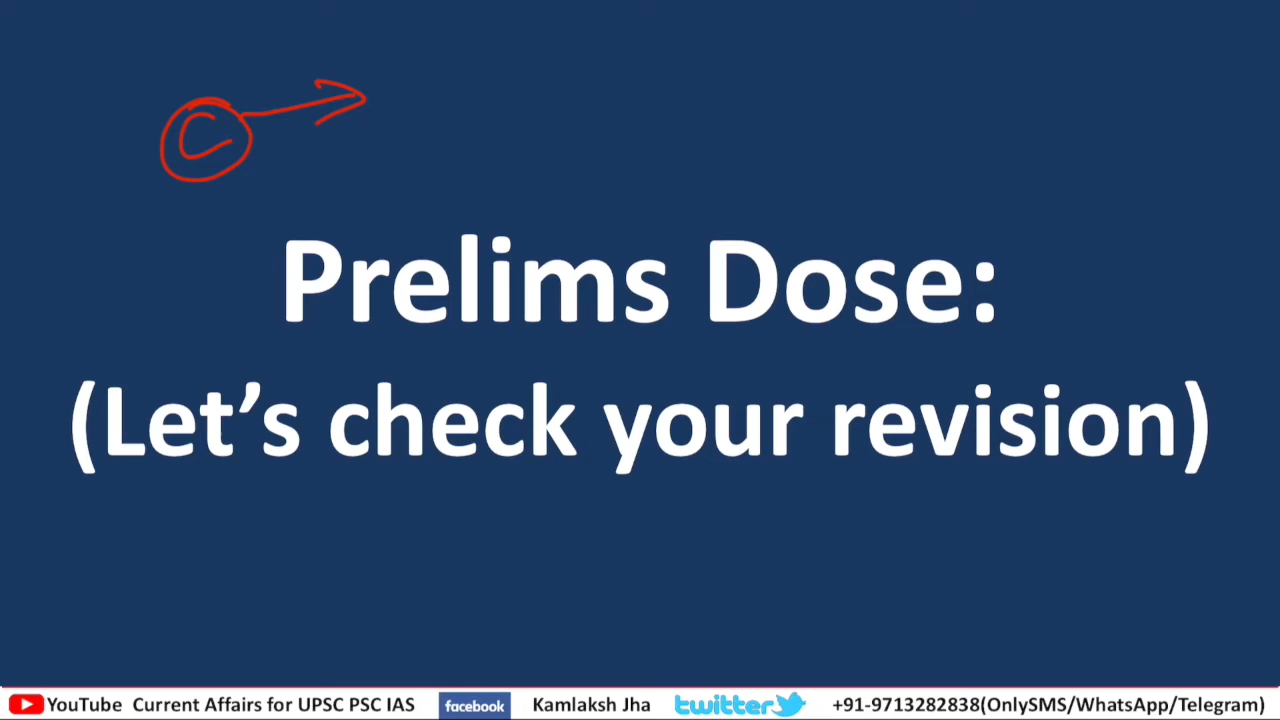 C
Prelims Dose:
(Let’s check your revision)
YouTube Current Affairs for UPSC PSC IAS facebook Kamlaksh Jha twitter +91-9713282838(OnlySMS/WhatsApp/Telegram)